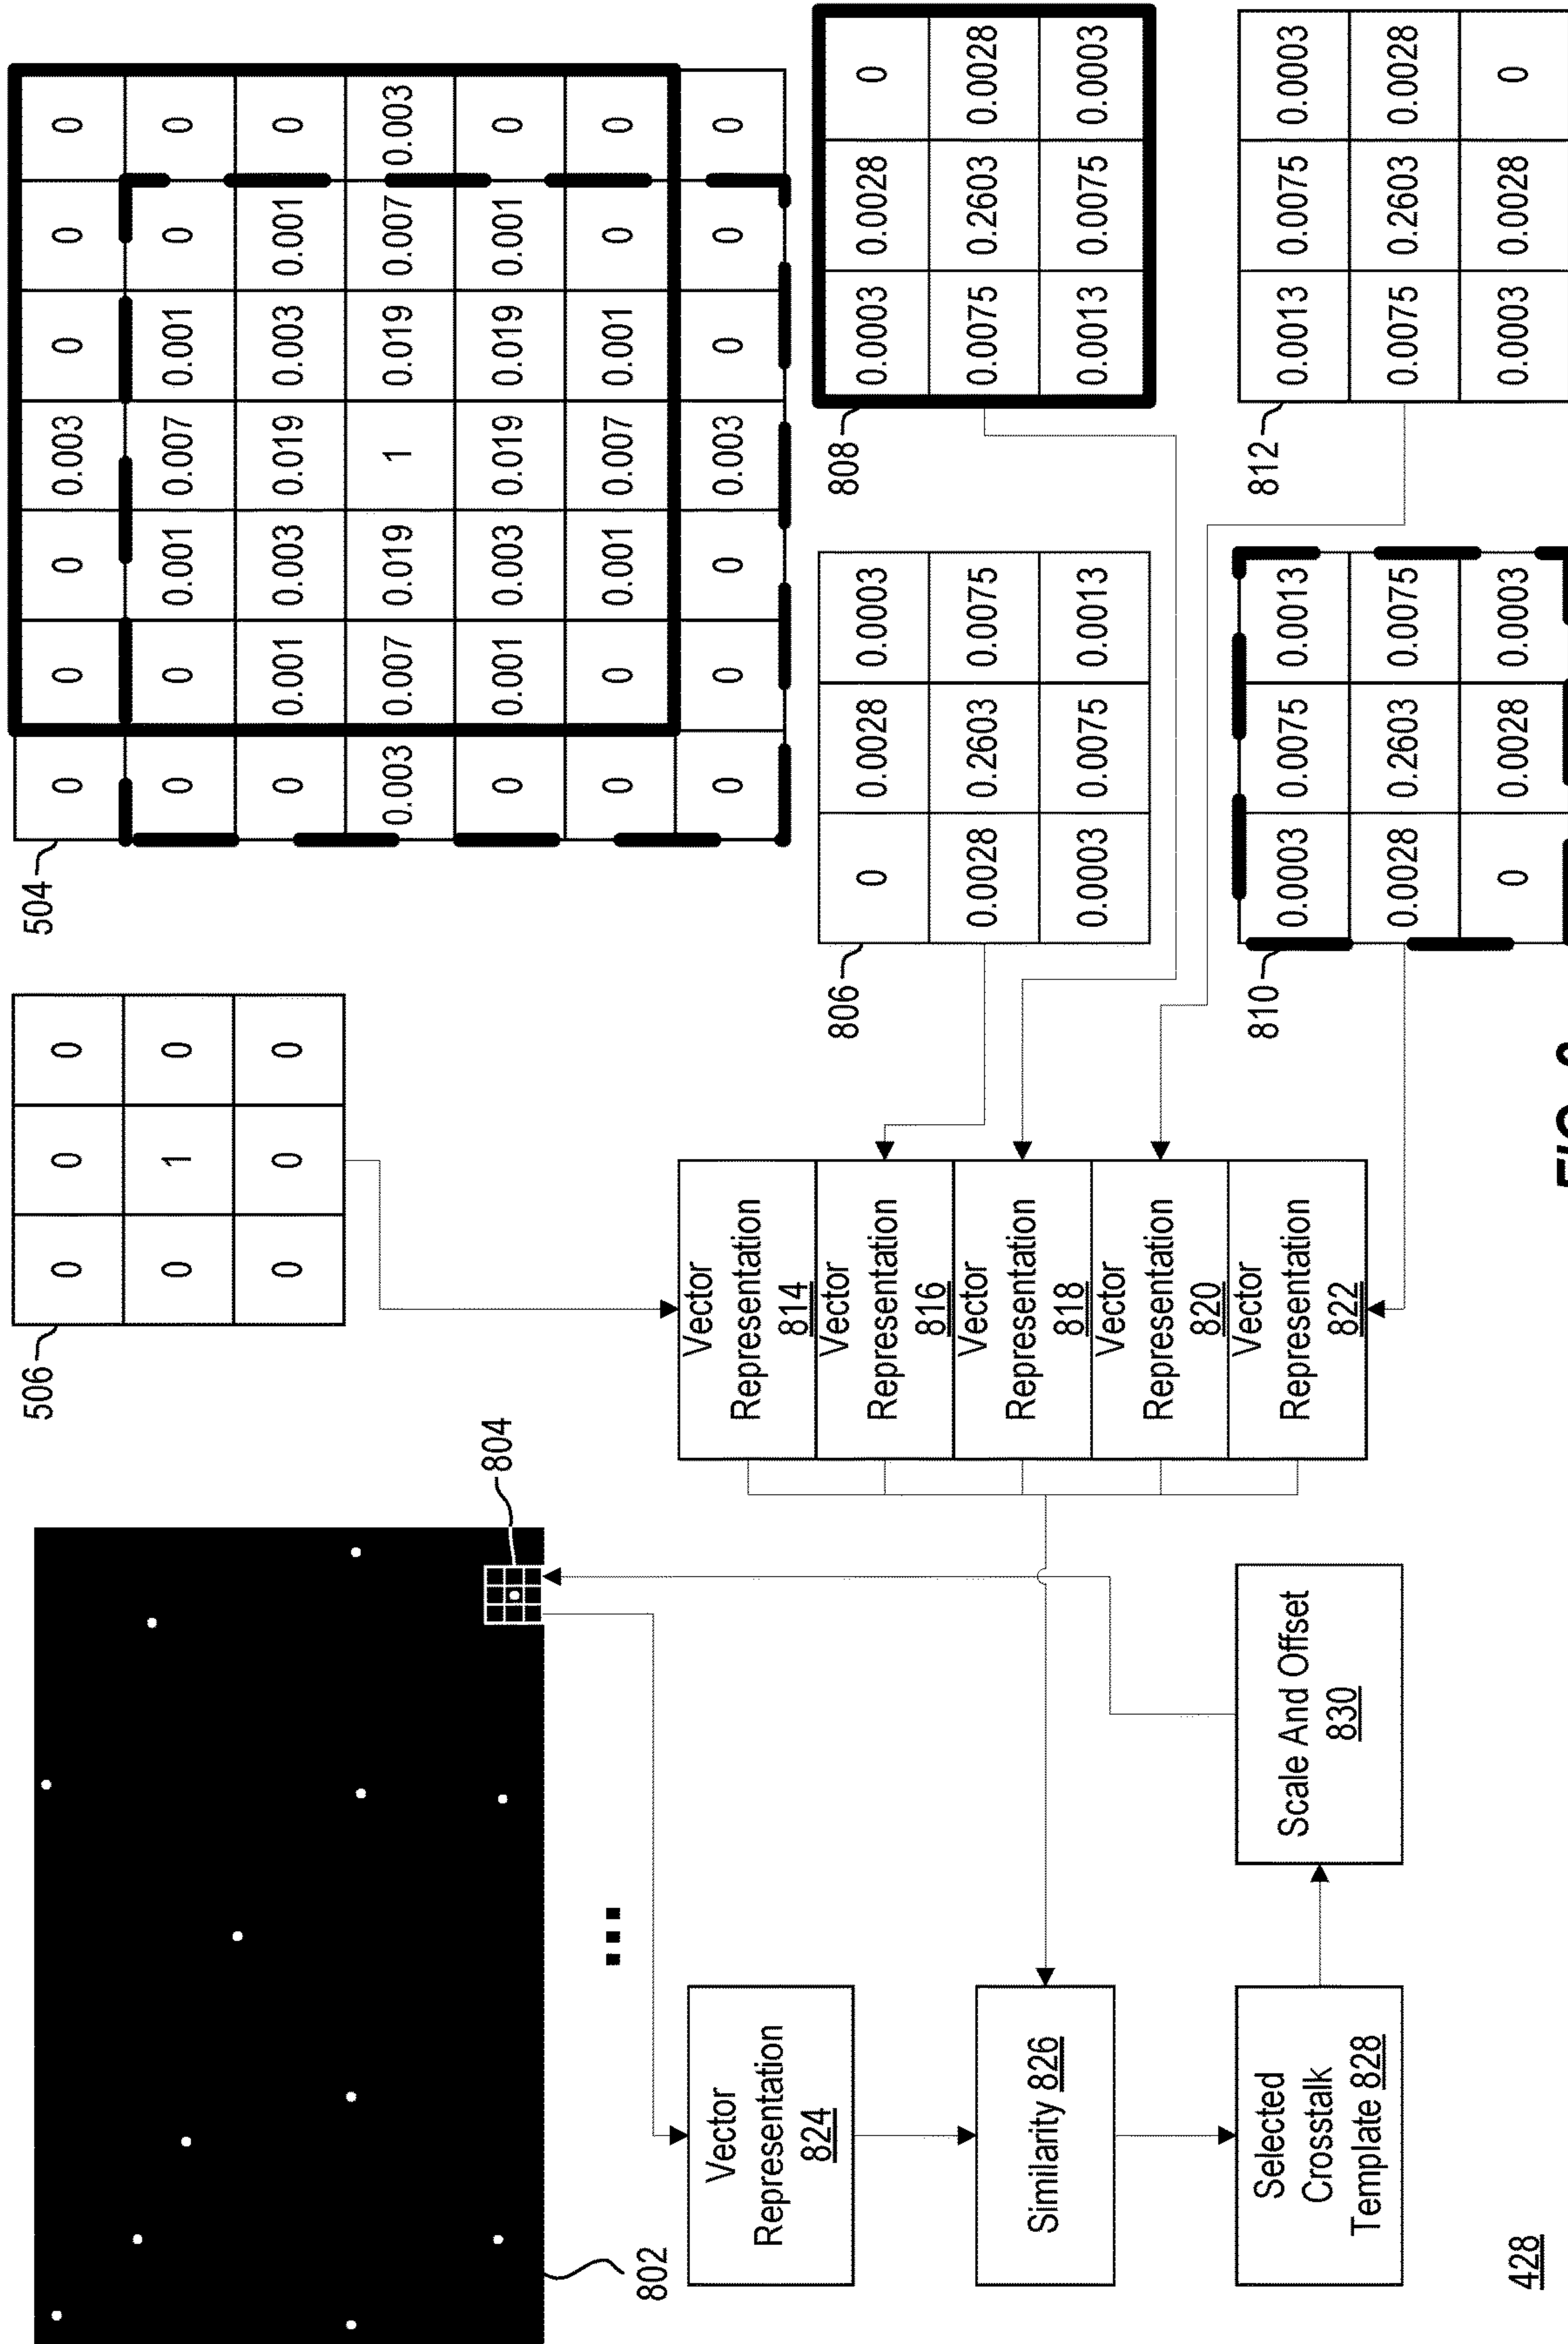 802
804
506
0 0 0
0 1 0
0 0 0
504
0 0 0 0.003 0 0 0
0 0 0.001 0.007 0.001 0 0
0 0.001 0.003 0.019 0.003 0.001 0
0.003 0.007 0.019 1 0.019 0.007 0.003
0 0.001 0.003 0.019 0.019 0.001 0
0 0 0.001 0.007 0.001 0 0
0 0 0 0.003 0 0 0
Vector
Representation
824
Similarity 826
Selected
Crosstalk
Template 828
Scale And Offset
830
Vector
Representation
814
Vector
Representation
816
Vector
Representation
818
Vector
Representation
820
Vector
Representation
822
806
0 0.0028 0.0003
0.0028 0.2603 0.0075
0.0003 0.0075 0.0013
808
0.0003 0.0028 0
0.0075 0.2603 0.0028
0.0013 0.0075 0.0003
810
0.0003 0.0075 0.0013
0.0028 0.2603 0.0075
0 0.0028 0.0003
812
0.0013 0.0075 0.0003
0.0075 0.2603 0.0028
0.0003 0.0028 0
428
FIG.